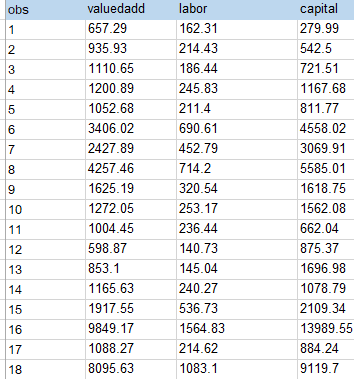 obs valuedadd labor capital
1 657.29 162.31 279.99
2 935.93 214.43 542.5
3 1110.65 186.44 721.51
4 1200.89 245.83 1167.68
5 1052.68 211.4 811.77
6 3406.02 690.61 4558.02
7 2427.89 452.79 3069.91
8 4257.46 714.2 5585.01
9 1625.19 320.54 1618.75
10 1272.05 253.17 1562.08
11 1004.45 236.44 662.04
12 598.87 140.73 875.37
13 853.1 145.04 1696.98
14 1165.63 240.27 1078.79
15 1917.55 536.73 2109.34
16 9849.17 1564.83 13989.55
17 1088.27 214.62 884.24
18 8095.63 1083.1 9119.7